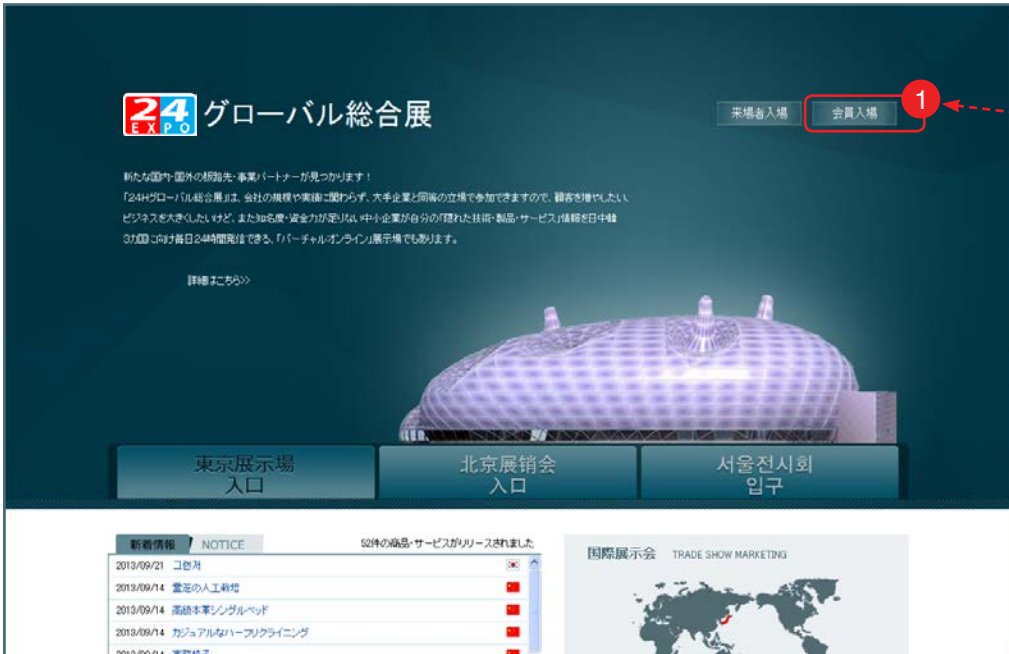 24
EXPO
グローバル総合展
来場者入場
会員入場
1
新たな国内・国外の販路先・事業パートナーが見つかります！
「24Hグローバル総合展」は、会社の規模や実績に関わらず、大手企業と同等の立場で参加できますので、顧客を増やしたい、
ビジネスを大きくしたいけど、また知名度・資金力が足りない中小企業が自分の「隠れた技術・製品・サービス」情報を日中韓
3カ国に向け毎日24時間発信できる、「バーチャルオンライン」展示場でもあります。
詳細はこちら>>
東京展示場
入口
北京展销会
入口
서울전시회
입구
新着情報
NOTICE
52件の商品・サービスがリリースされました
2013/09/21
2013/09/14 霊芝の人工栽培
2013/09/14 高級本革シングルベッド
2013/09/14 カジュアルなハーフリクライニング
2013/09/14
国際展示会
TRADE SHOW MARKETING